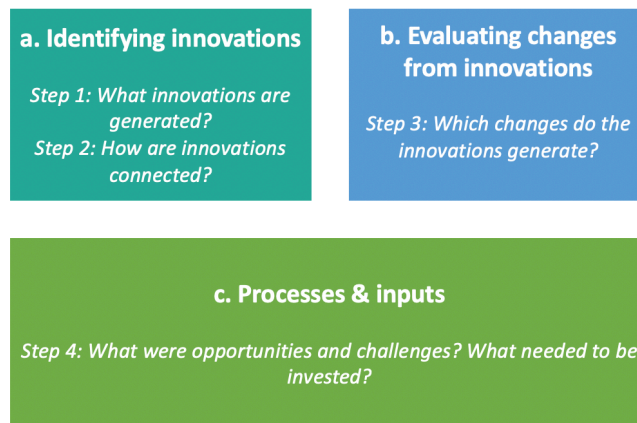 a. Identifying innovations
Step 1: What innovations are
generated?
Step 2: How are innovations
connected?
b. Evaluating changes
from innovations
Step 3: Which changes do the
innovations generate?
c. Processes & inputs
Step 4: What were opportunities and challenges? What needed to be
invested?